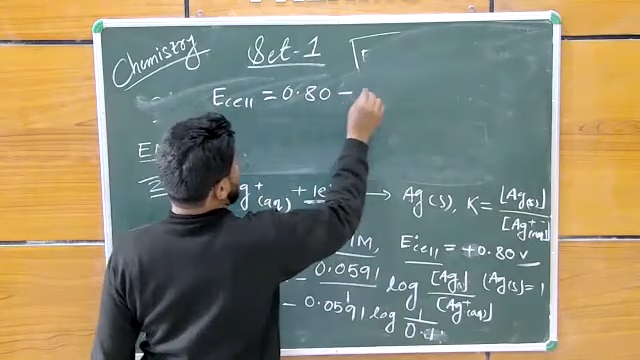 Chemistry
Set-1
Ecell = 0.80 -
g⁺(aq) + 1e⁻ → Ag(s), K = [Ag(s)] / [Ag⁺(aq)]
1M, E°cell = +0.80 v
- 0.0591 log [Ag(s)] / [Ag⁺(aq)] (Ag(s) = 1
- 0.0591 log 1 / 0.1